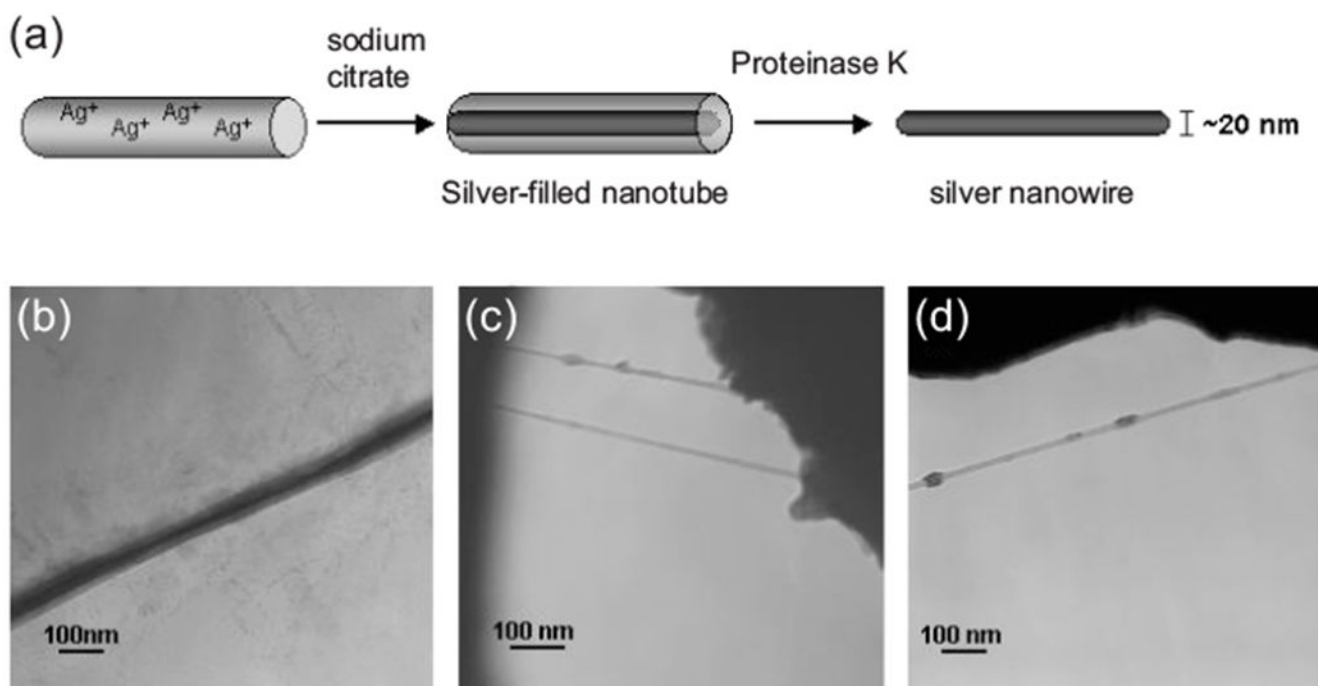 (a)
sodium
citrate
Proteinase K
Ag⁺ Ag⁺ Ag⁺ Ag⁺
~20 nm
Silver-filled nanotube
silver nanowire
(b)
(c)
(d)
100nm
100 nm
100 nm